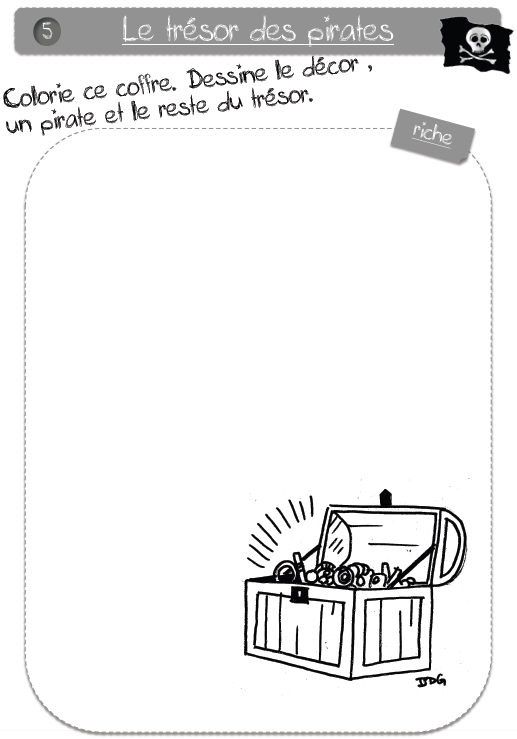 5
Le trésor des pirates
Colorie ce coffre. Dessine le décor ,
un pirate et le reste du trésor.
riche
BDG